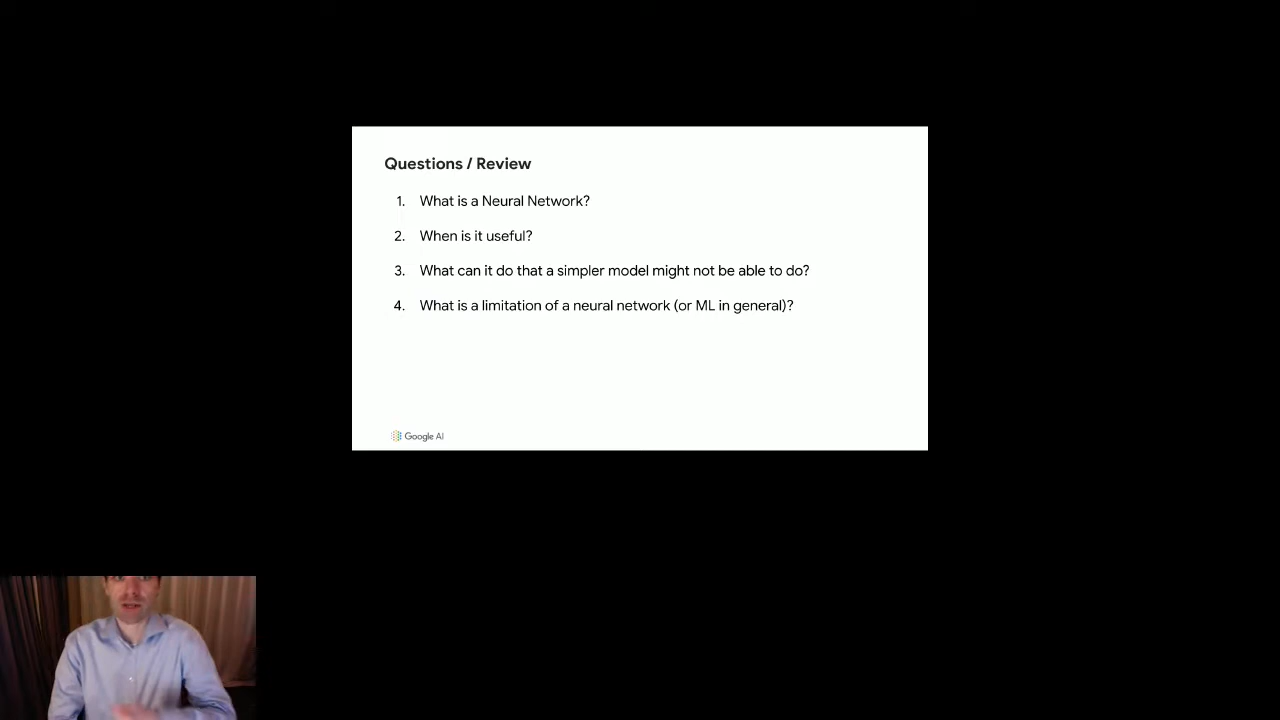 Questions / Review
1. What is a Neural Network?
2. When is it useful?
3. What can it do that a simpler model might not be able to do?
4. What is a limitation of a neural network (or ML in general)?
Google AI